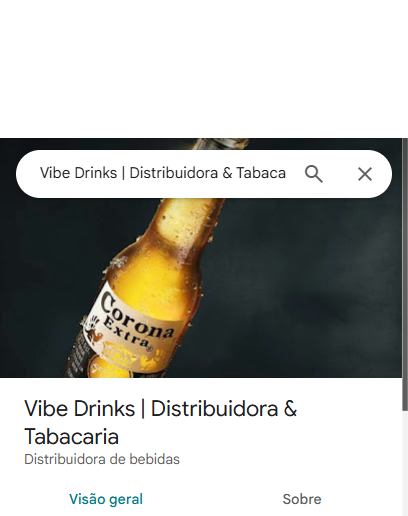 Vibe Drinks | Distribuidora & Tabaca
Corona
Extra
Vibe Drinks | Distribuidora &
Tabacaria
Distribuidora de bebidas
Visão geral Sobre